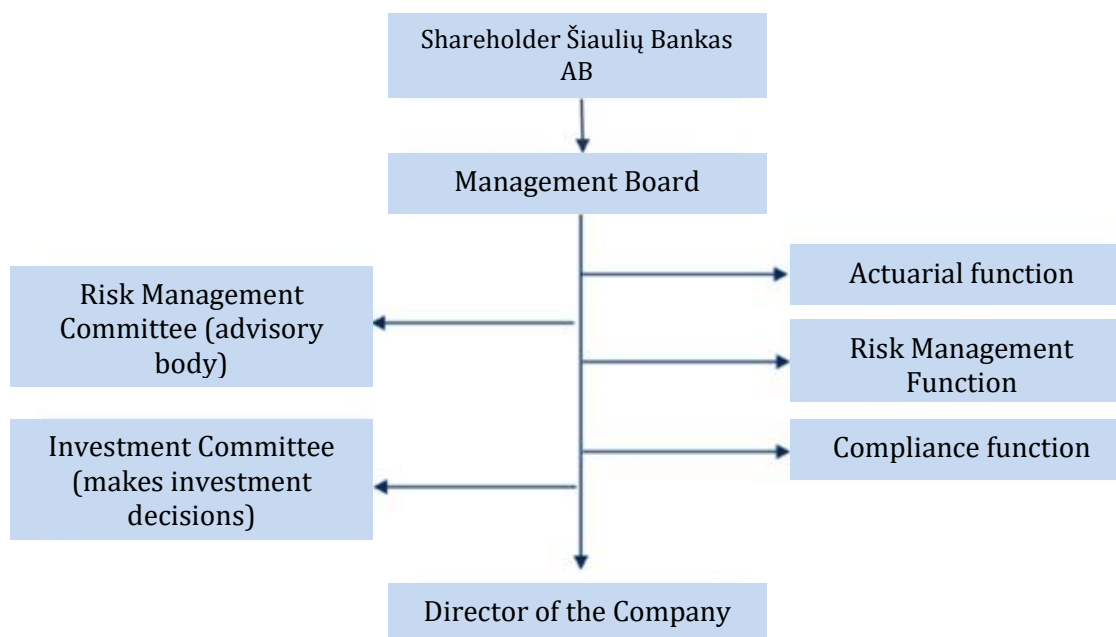 Shareholder Šiaulių Bankas
AB
Management Board
Actuarial function
Risk Management
Committee (advisory
body)
Risk Management
Function
Investment Committee
(makes investment
decisions)
Compliance function
Director of the Company